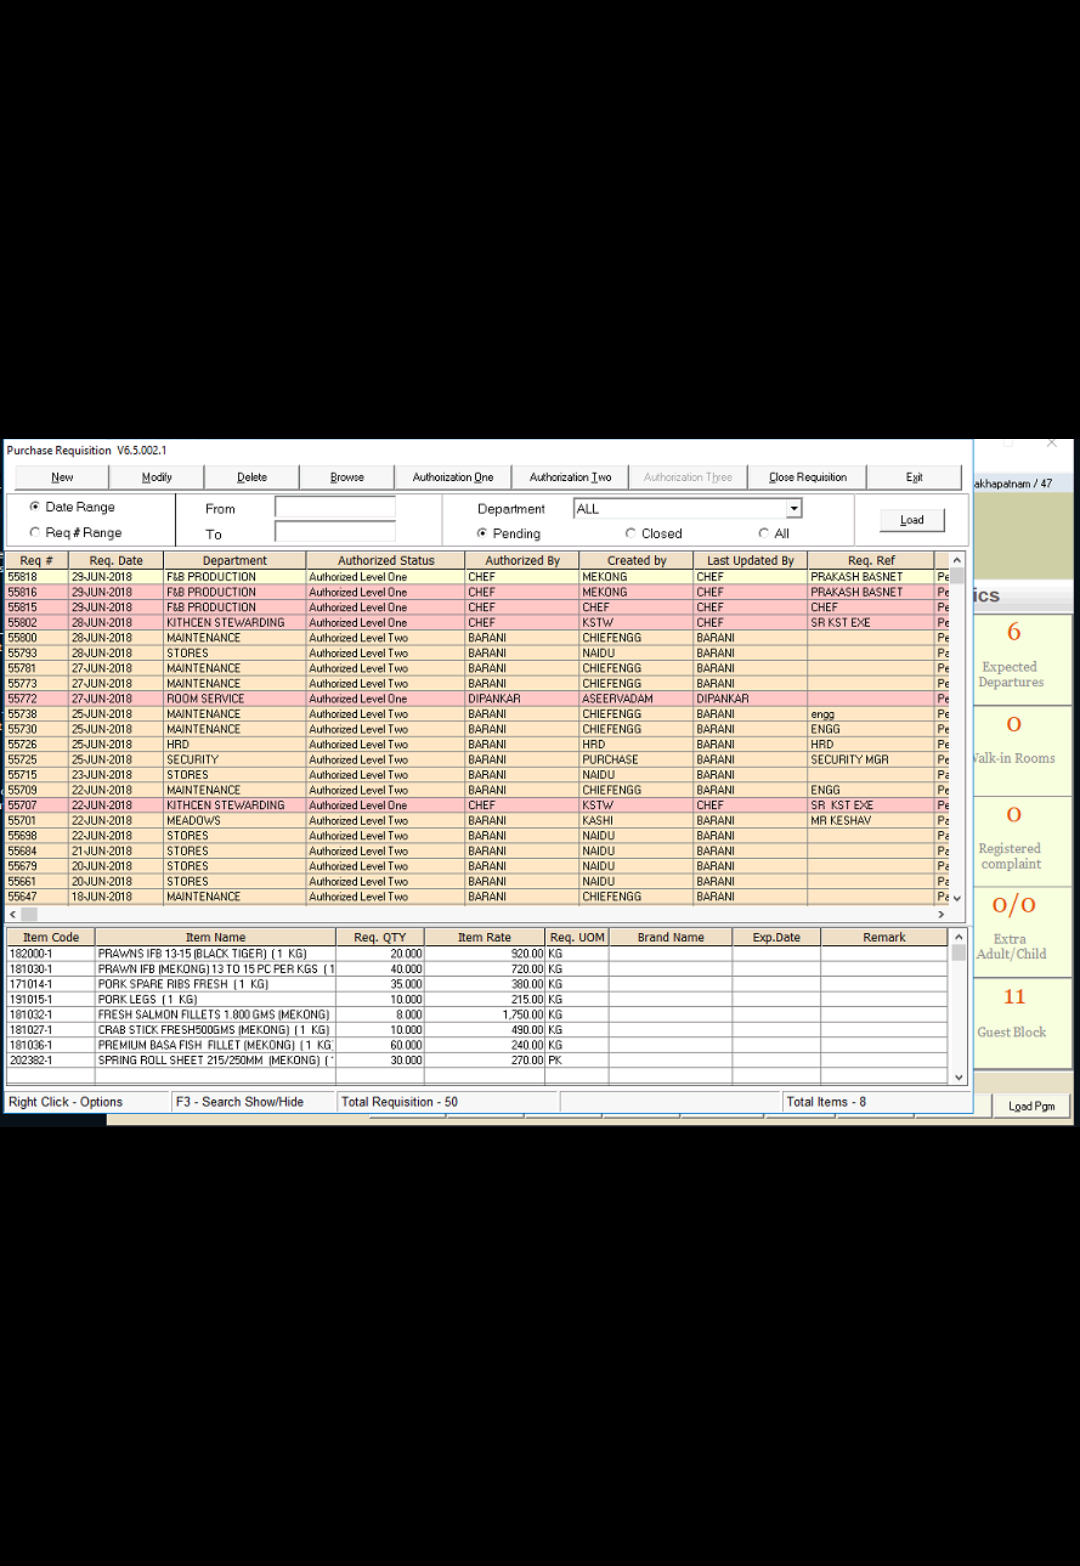 Purchase Requisition V6.5.002.1
New Modify Delete Browse Authorization One Authorization Two Authorization Three Close Requisition Exit
akhapatnam / 47
Date Range From Department ALL
Load
Req # Range To Pending Closed All
Req # Req. Date Department Authorized Status Authorized By Created by Last Updated By Req. Ref
55818 29-JUN-2018 F&B PRODUCTION Authorized Level One CHEF MEKONG CHEF PRAKASH BASNET Pe
55816 29-JUN-2018 F&B PRODUCTION Authorized Level One CHEF MEKONG CHEF PRAKASH BASNET Pe
55815 29-JUN-2018 F&B PRODUCTION Authorized Level One CHEF CHEF CHEF CHEF Pe
55802 28-JUN-2018 KITHCEN STEWARDING Authorized Level One CHEF KSTW CHEF SR KST EXE Pe
55800 28-JUN-2018 MAINTENANCE Authorized Level Two BARANI CHIEFENGG BARANI Pe
55793 28-JUN-2018 STORES Authorized Level Two BARANI NAIDU BARANI Pa
55781 27-JUN-2018 MAINTENANCE Authorized Level Two BARANI CHIEFENGG BARANI Pe
55773 27-JUN-2018 MAINTENANCE Authorized Level Two BARANI CHIEFENGG BARANI Pe
55772 27-JUN-2018 ROOM SERVICE Authorized Level One DIPANKAR ASEERVADAM DIPANKAR Pe
55738 25-JUN-2018 MAINTENANCE Authorized Level Two BARANI CHIEFENGG BARANI engg Pe
55730 25-JUN-2018 MAINTENANCE Authorized Level Two BARANI CHIEFENGG BARANI ENGG Pe
55726 25-JUN-2018 HRD Authorized Level Two BARANI HRD BARANI HRD Pe
55725 25-JUN-2018 SECURITY Authorized Level Two BARANI PURCHASE BARANI SECURITY MGR Pe
55715 23-JUN-2018 STORES Authorized Level Two BARANI NAIDU BARANI Pa
55709 22-JUN-2018 MAINTENANCE Authorized Level Two BARANI CHIEFENGG BARANI ENGG Pe
55707 22-JUN-2018 KITHCEN STEWARDING Authorized Level One CHEF KSTW CHEF SR KST EXE Pe
55701 22-JUN-2018 MEADOWS Authorized Level Two BARANI KASHI BARANI MR KESHAV Pa
55698 22-JUN-2018 STORES Authorized Level Two BARANI NAIDU BARANI Pa
55684 21-JUN-2018 STORES Authorized Level Two BARANI NAIDU BARANI Pa
55679 20-JUN-2018 STORES Authorized Level Two BARANI NAIDU BARANI Pa
55661 20-JUN-2018 STORES Authorized Level Two BARANI NAIDU BARANI Pa
55647 18-JUN-2018 MAINTENANCE Authorized Level Two BARANI CHIEFENGG BARANI Pa
Item Code Item Name Req. QTY Item Rate Req. UOM Brand Name Exp.Date Remark
182000-1 PRAWNS IFB 13-15 (BLACK TIGER) ( 1 KG) 20.000 920.00 KG
181030-1 PRAWN IFB (MEKONG) 13 TO 15 PC PER KGS ( 1 40.000 720.00 KG
171014-1 PORK SPARE RIBS FRESH ( 1 KG) 35.000 380.00 KG
191015-1 PORK LEGS ( 1 KG) 10.000 215.00 KG
181032-1 FRESH SALMON FILLETS 1.800 GMS (MEKONG) 8.000 1,750.00 KG
181027-1 CRAB STICK FRESH500GMS (MEKONG) ( 1 KG) 10.000 490.00 KG
181036-1 PREMIUM BASA FISH FILLET (MEKONG) ( 1 KG 60.000 240.00 KG
202382-1 SPRING ROLL SHEET 215/250MM (MEKONG) ( 30.000 270.00 PK
Right Click - Options F3 - Search Show/Hide Total Requisition - 50 Total Items - 8
ics
6
Expected
Departures
0
Walk-in Rooms
0
Registered
complaint
0/0
Extra
Adult/Child
11
Guest Block
Load Pgm